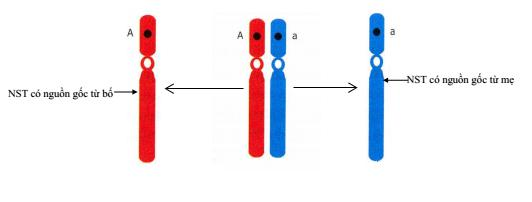 A
A
a
a
NST có nguồn gốc từ bố
NST có nguồn gốc từ mẹ